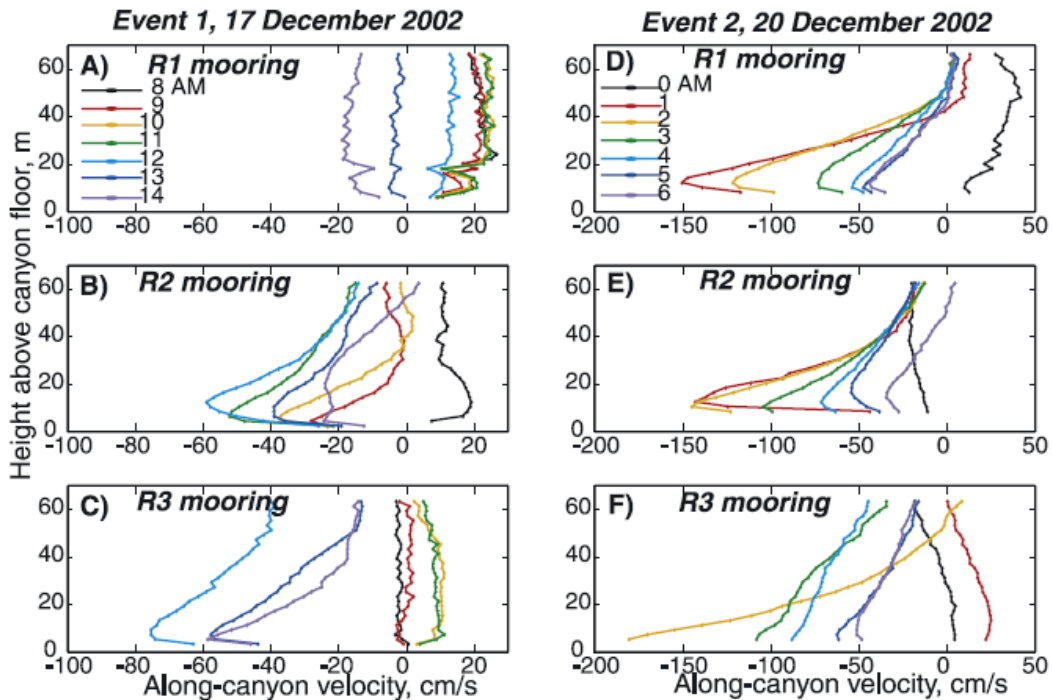 Event 1, 17 December 2002
Event 2, 20 December 2002
Height above canyon floor, m
A) R1 mooring
8 AM
9
10
11
12
13
14
60
40
20
0
-100 -80 -60 -40 -20 0 20
D) R1 mooring
0 AM
1
2
3
4
5
6
60
40
20
0
-200 -150 -100 -50 0 50
B) R2 mooring
60
40
20
0
-100 -80 -60 -40 -20 0 20
E) R2 mooring
60
40
20
0
-200 -150 -100 -50 0 50
C) R3 mooring
60
40
20
0
-100 -80 -60 -40 -20 0 20
Along-canyon velocity, cm/s
F) R3 mooring
60
40
20
0
-200 -150 -100 -50 0 50
Along-canyon velocity, cm/s